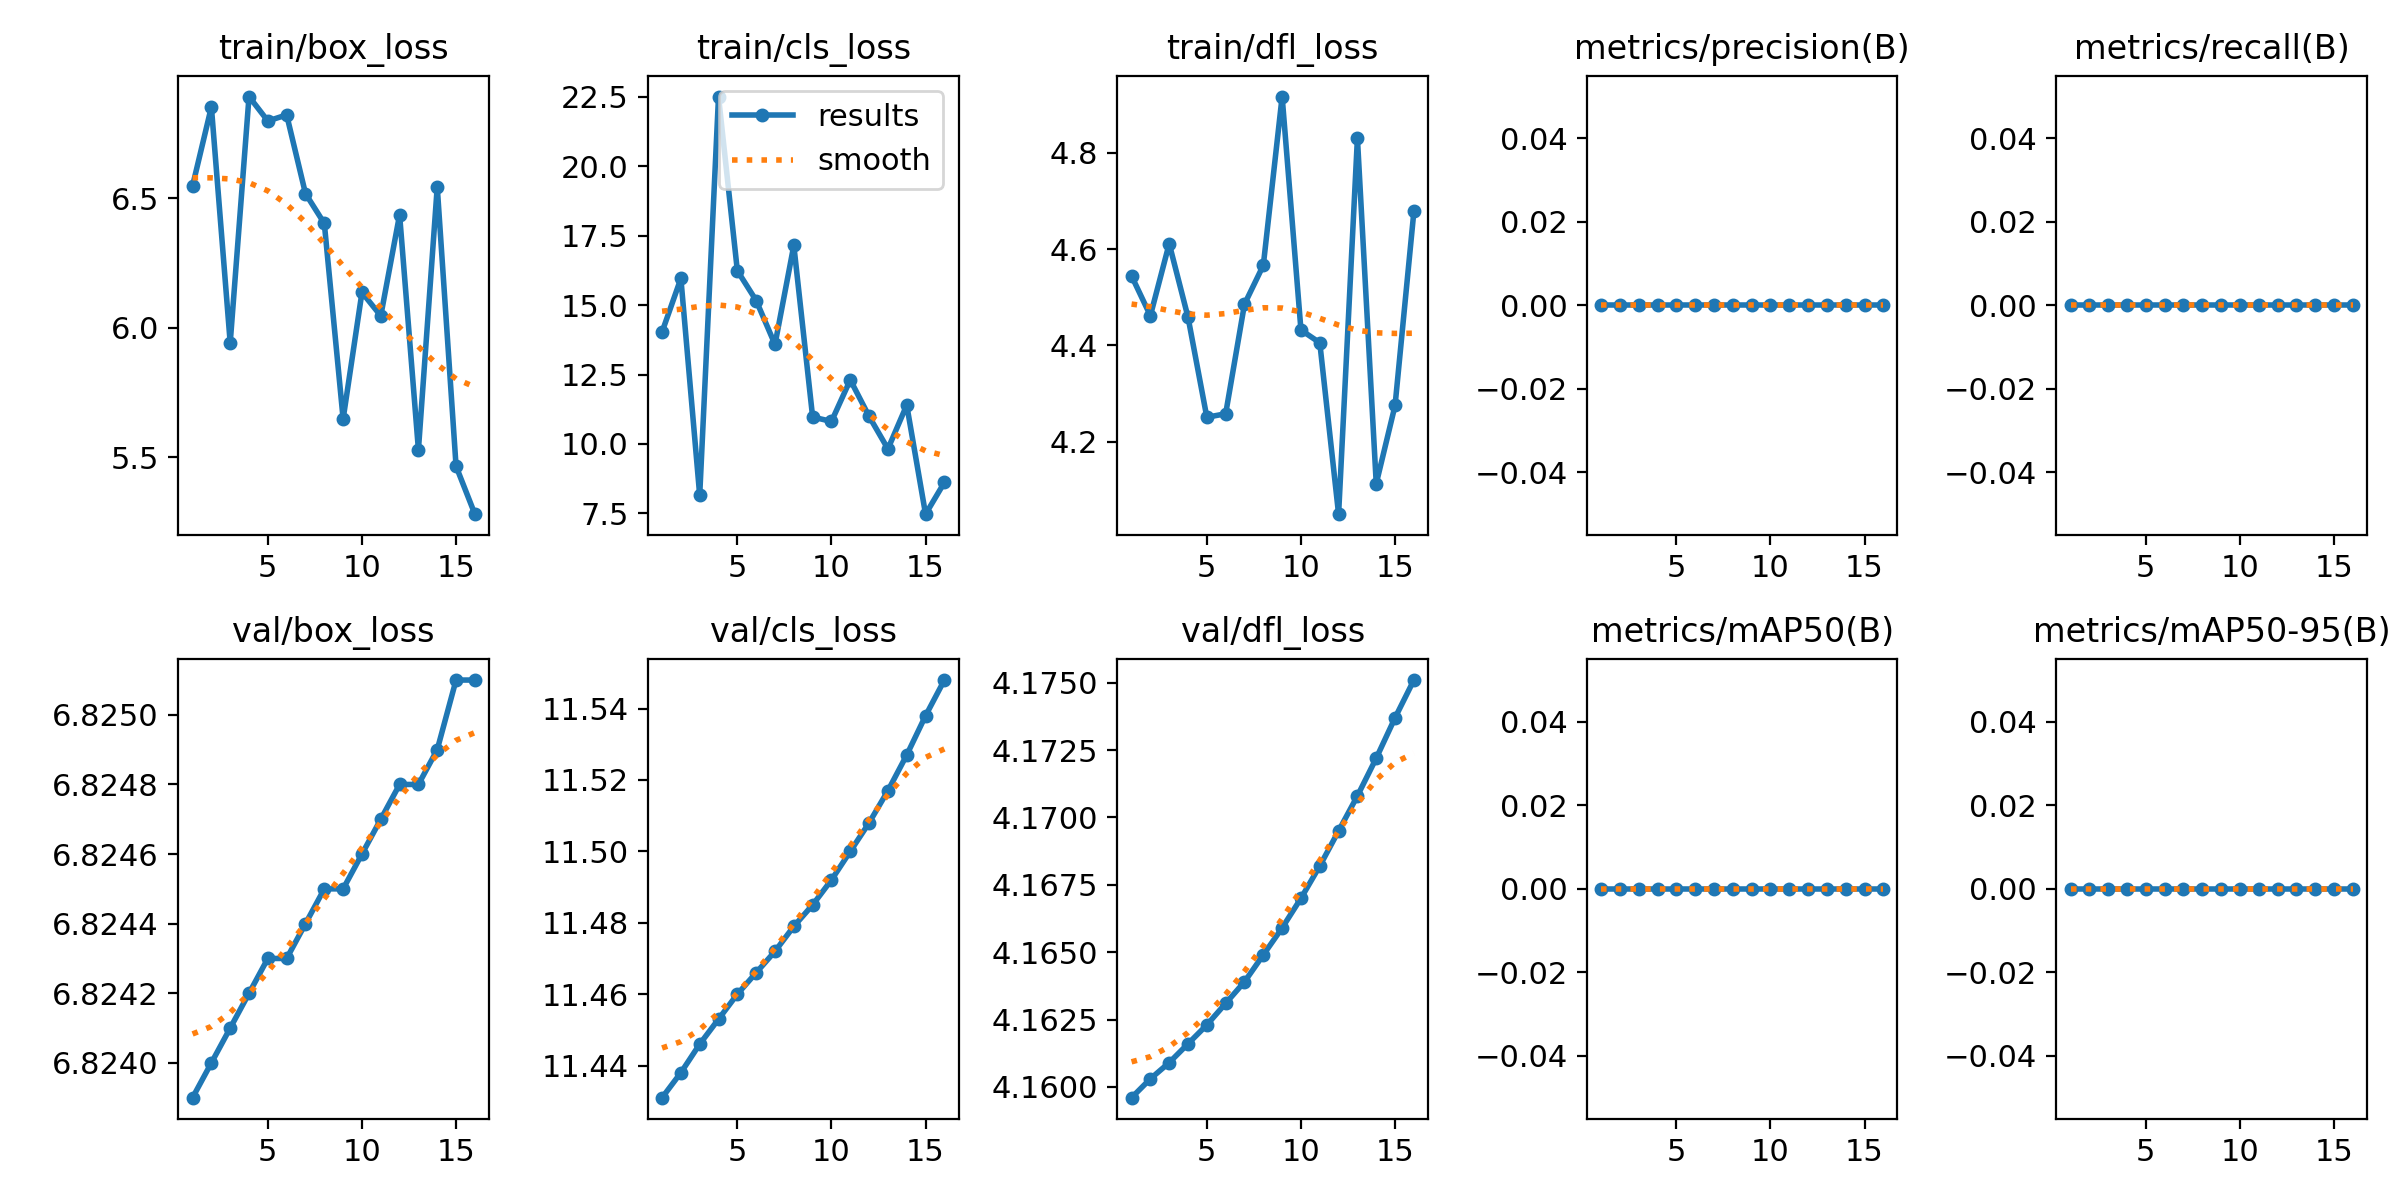 train/box_loss
6.5
6.0
5.5
5 10 15
train/cls_loss
22.5
20.0
17.5
15.0
12.5
10.0
7.5
5 10 15
results
smooth
train/dfl_loss
4.8
4.6
4.4
4.2
5 10 15
metrics/precision(B)
0.04
0.02
0.00
−0.02
−0.04
5 10 15
metrics/recall(B)
0.04
0.02
0.00
−0.02
−0.04
5 10 15
val/box_loss
6.8250
6.8248
6.8246
6.8244
6.8242
6.8240
5 10 15
val/cls_loss
11.54
11.52
11.50
11.48
11.46
11.44
5 10 15
val/dfl_loss
4.1750
4.1725
4.1700
4.1675
4.1650
4.1625
4.1600
5 10 15
metrics/mAP50(B)
0.04
0.02
0.00
−0.02
−0.04
5 10 15
metrics/mAP50-95(B)
0.04
0.02
0.00
−0.02
−0.04
5 10 15